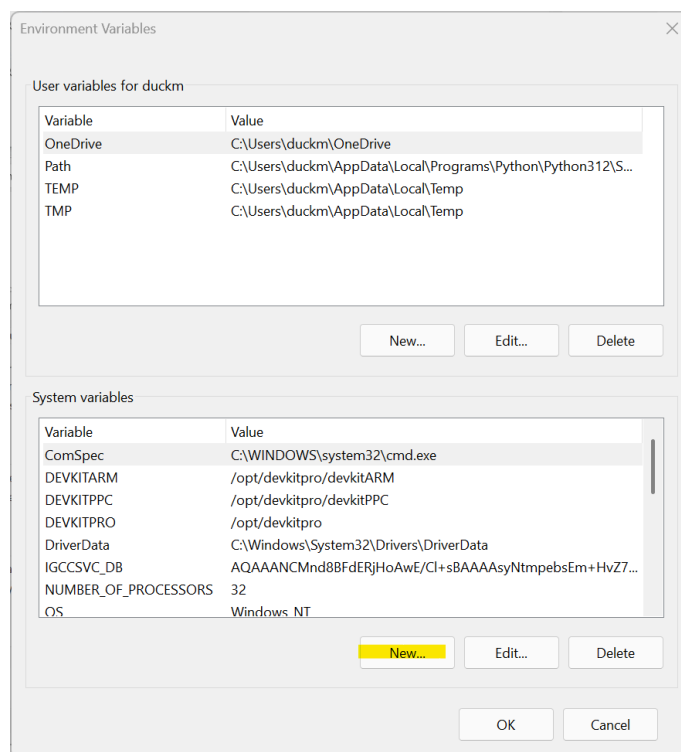 Environment Variables
User variables for duckm
Variable Value
OneDrive C:\Users\duckm\OneDrive
Path C:\Users\duckm\AppData\Local\Programs\Python\Python312\S...
TEMP C:\Users\duckm\AppData\Local\Temp
TMP C:\Users\duckm\AppData\Local\Temp
New... Edit... Delete
System variables
Variable Value
ComSpec C:\WINDOWS\system32\cmd.exe
DEVKITARM /opt/devkitpro/devkitARM
DEVKITPPC /opt/devkitpro/devkitPPC
DEVKITPRO /opt/devkitpro
DriverData C:\Windows\System32\Drivers\DriverData
IGCCSVC_DB AQAAANCMnd8BFdERjHoAwE/Cl+sBAAAAsyNtmpebsEm+HvZ7...
NUMBER_OF_PROCESSORS 32
OS Windows_NT
New... Edit... Delete
OK Cancel